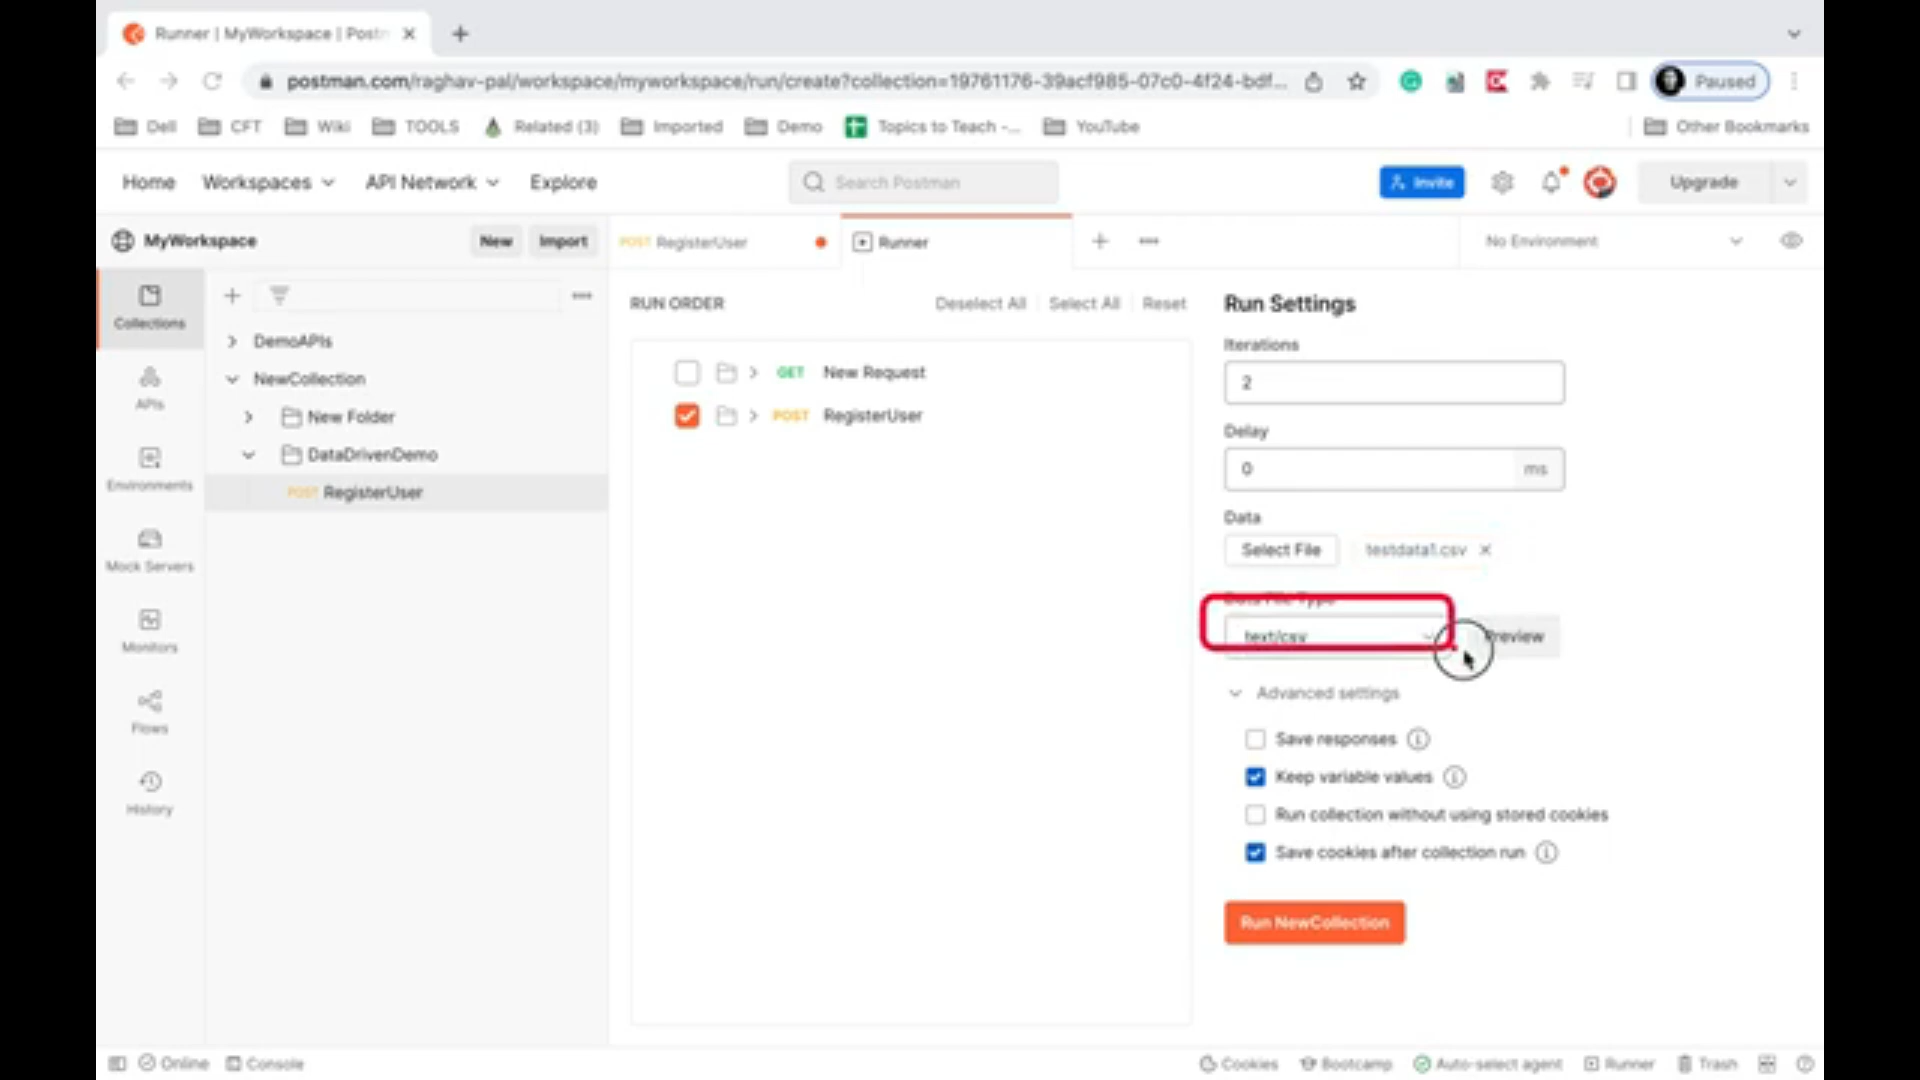 Runner | MyWorkspace | Postm
postman.com/raghav-pal/workspace/myworkspace/run/create?collection=19761176-39acf985-07c0-4f24-bdf...
Paused
Dell
CFT
Wiki
TOOLS
Related (3)
Imported
Demo
Topics to Teach -...
YouTube
Other Bookmarks
Home
Workspaces
API Network
Explore
Search Postman
Invite
Upgrade
MyWorkspace
New
Import
POST RegisterUser
Runner
No Environment
Collections
APIs
Environments
Mock Servers
Monitors
Flows
History
DemoAPIs
NewCollection
New Folder
DataDrivenDemo
POST RegisterUser
RUN ORDER
Deselect All
Select All
Reset
GET New Request
POST RegisterUser
Run Settings
Iterations
2
Delay
0
ms
Data
Select File
testdata1.csv
Data File Type
text/csv
Preview
Advanced settings
Save responses
Keep variable values
Run collection without using stored cookies
Save cookies after collection run
Run NewCollection
Online
Console
Cookies
Bootcamp
Auto-select agent
Runner
Trash